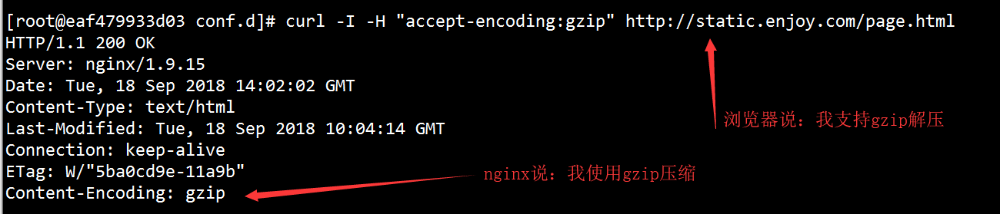 [root@eaf479933d03 conf.d]# curl -I -H "accept-encoding:gzip" http://static.enjoy.com/page.html
HTTP/1.1 200 OK
Server: nginx/1.9.15
Date: Tue, 18 Sep 2018 14:02:02 GMT
Content-Type: text/html
浏览器说：我支持gzip解压
Last-Modified: Tue, 18 Sep 2018 10:04:14 GMT
Connection: keep-alive
ETag: W/"5ba0cd9e-11a9b"
nginx说：我使用gzip压缩
Content-Encoding: gzip